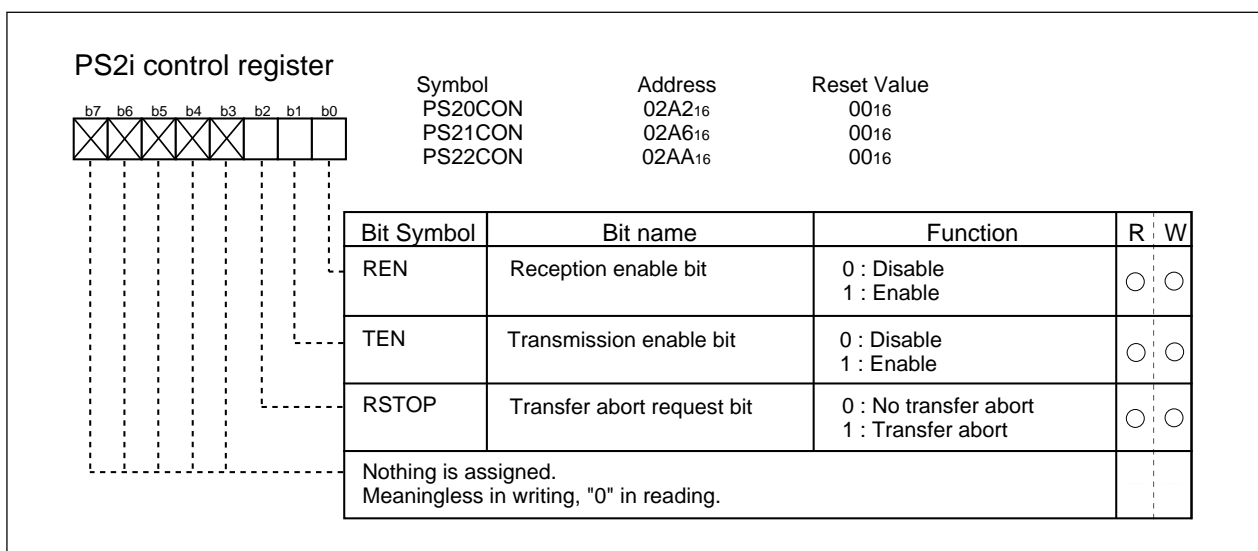 PS2i control register
Symbol Address Reset Value
PS20CON 02A216 0016
PS21CON 02A616 0016
PS22CON 02AA16 0016
b7 b6 b5 b4 b3 b2 b1 b0
Bit Symbol Bit name Function R W
REN Reception enable bit 0 : Disable
1 : Enable
TEN Transmission enable bit 0 : Disable
1 : Enable
RSTOP Transfer abort request bit 0 : No transfer abort
1 : Transfer abort
Nothing is assigned.
Meaningless in writing, "0" in reading.